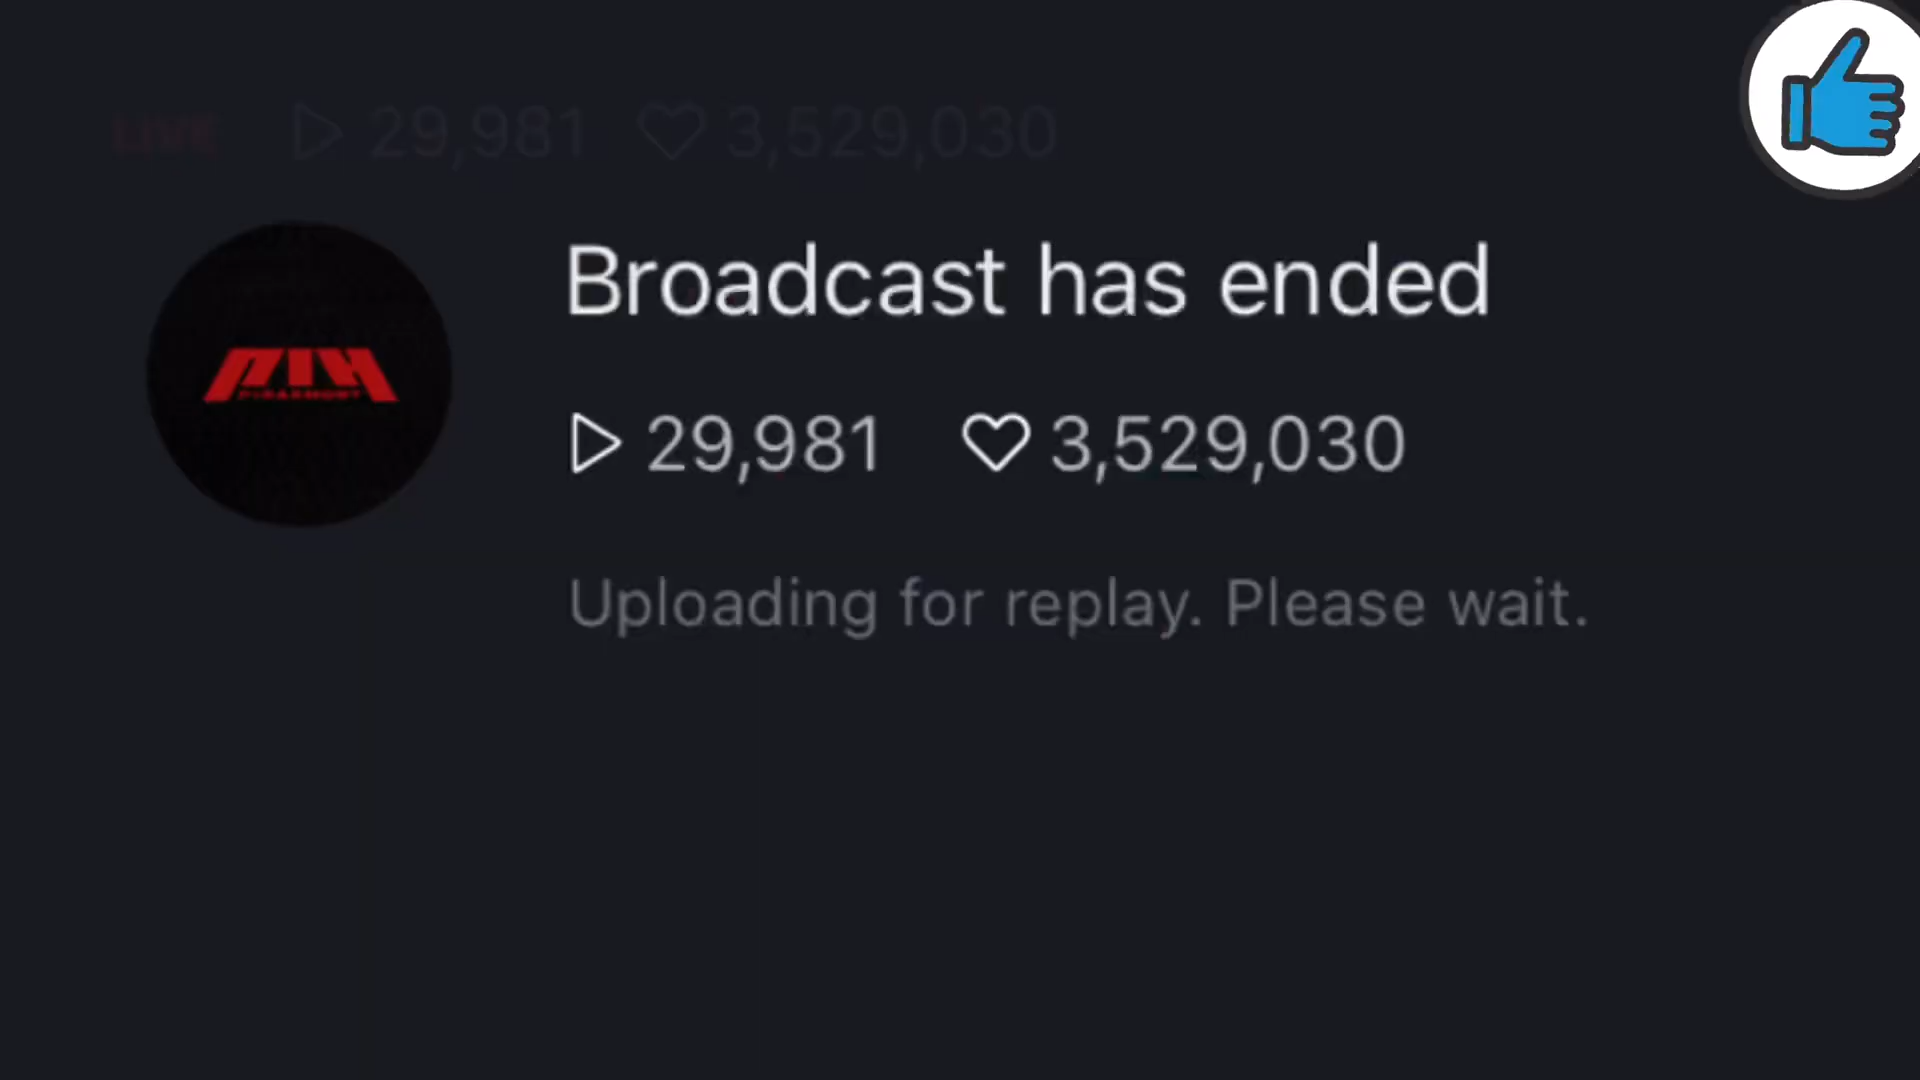 LIVE 29,981 3,529,030
Broadcast has ended
29,981 3,529,030
Uploading for replay. Please wait.